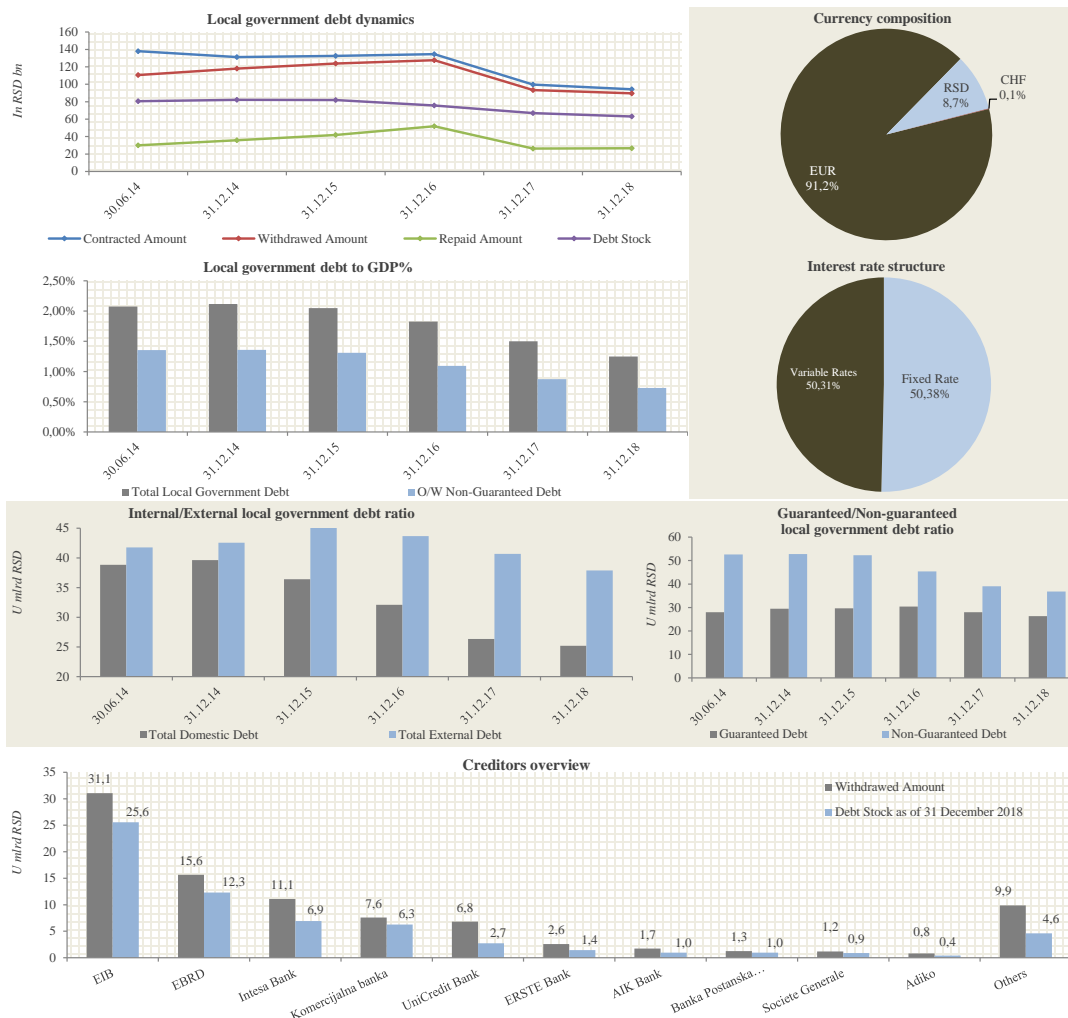 Local government debt dynamics
In RSD bn
160
140
120
100
80
60
40
20
0
30.06.14
31.12.14
31.12.15
31.12.16
31.12.17
31.12.18
Contracted Amount
Withdrawed Amount
Repaid Amount
Debt Stock
Currency composition
RSD
8,7%
CHF
0,1%
EUR
91,2%
Local government debt to GDP%
2,50%
2,00%
1,50%
1,00%
0,50%
0,00%
30.06.14
31.12.14
31.12.15
31.12.16
31.12.17
31.12.18
Total Local Government Debt
O/W Non-Guaranteed Debt
Interest rate structure
Variable Rates
50,31%
Fixed Rate
50,38%
Internal/External local government debt ratio
U mlrd RSD
45
40
35
30
25
20
30.06.14
31.12.14
31.12.15
31.12.16
31.12.17
31.12.18
Total Domestic Debt
Total External Debt
Guaranteed/Non-guaranteed
local government debt ratio
U mlrd RSD
60
50
40
30
20
10
0
30.06.14
31.12.14
31.12.15
31.12.16
31.12.17
31.12.18
Guaranteed Debt
Non-Guaranteed Debt
Creditors overview
U mlrd RSD
35
30
25
20
15
10
5
0
31,1
25,6
15,6
12,3
11,1
6,9
7,6
6,3
6,8
2,7
2,6
1,4
1,7
1,0
1,3
1,0
1,2
0,9
0,8
0,4
9,9
4,6
Withdrawed Amount
Debt Stock as of 31 December 2018
EIB
EBRD
Intesa Bank
Komercijalna banka
UniCredit Bank
ERSTE Bank
AIK Bank
Banka Postanska…
Societe Generale
Adiko
Others